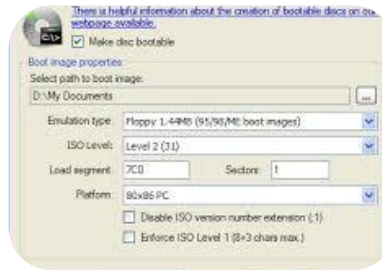 There is helpful information about the creation of bootable discs on our
webpage available.
Make disc bootable
Boot image properties
Select path to boot image:
D:\My Documents
...
Emulation type: Floppy 1.44MB (95/98/ME boot images)
ISO Level: Level 2 (31)
Load segment: 7C0 Sectors: 1
Platform: 80x86 PC
Disable ISO version number extension (;1)
Enforce ISO Level 1 (8+3 chars max.)